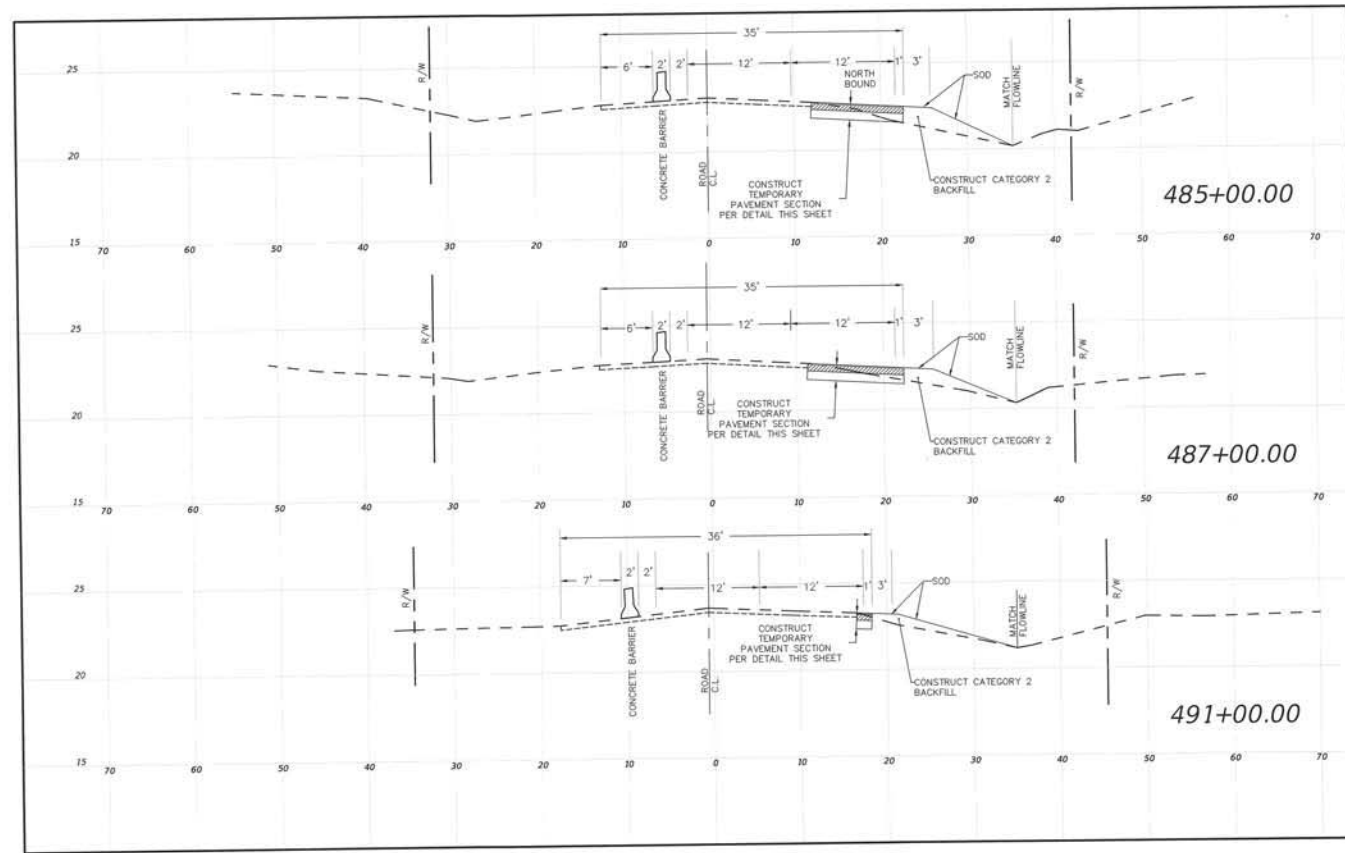 35'
6' 2' 2' 12' 12' 1' 3'
25
R/W
NORTH
BOUND
SOD
MATCH
FLOWLINE
R/W
20
CONCRETE BARRIER
ROAD
C.L.
CONSTRUCT
TEMPORARY
PAVEMENT SECTION
PER DETAIL THIS SHEET
CONSTRUCT CATEGORY 2
BACKFILL
485+00.00
15
70 60 50 40 30 20 10 0 10 20 30 40 50 60 70
35'
6' 2' 2' 12' 12' 1' 3'
25
R/W
SOD
MATCH
FLOWLINE
R/W
20
CONCRETE BARRIER
ROAD
C.L.
CONSTRUCT
TEMPORARY
PAVEMENT SECTION
PER DETAIL THIS SHEET
CONSTRUCT CATEGORY 2
BACKFILL
487+00.00
15
70 60 50 40 30 20 10 0 10 20 30 40 50 60 70
36'
7' 2' 2' 12' 12' 1' 3'
25
R/W
SOD
MATCH
FLOWLINE
R/W
20
CONCRETE BARRIER
ROAD
C.L.
CONSTRUCT
TEMPORARY
PAVEMENT SECTION
PER DETAIL THIS SHEET
CONSTRUCT CATEGORY 2
BACKFILL
491+00.00
15
70 60 50 40 30 20 10 0 10 20 30 40 50 60 70